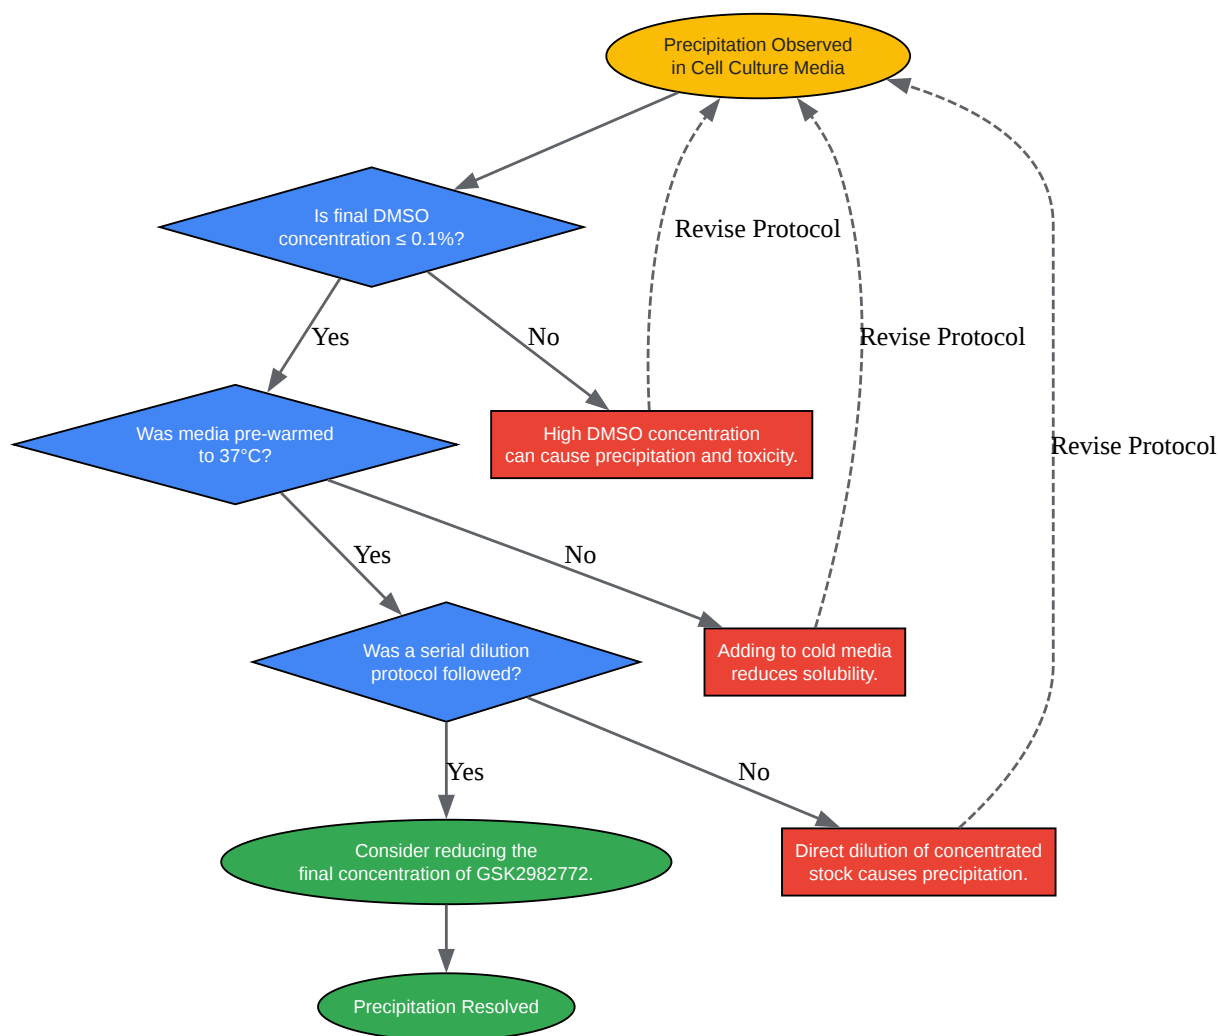 Precipitation Observed
in Cell Culture Media
Is final DMSO
concentration ≤ 0.1%?
Revise Protocol
Yes
No
Revise Protocol
Was media pre-warmed
to 37°C?
High DMSO concentration
can cause precipitation and toxicity.
Revise Protocol
Yes
No
Was a serial dilution
protocol followed?
Adding to cold media
reduces solubility.
Yes
No
Consider reducing the
final concentration of GSK2982772.
Direct dilution of concentrated
stock causes precipitation.
Precipitation Resolved